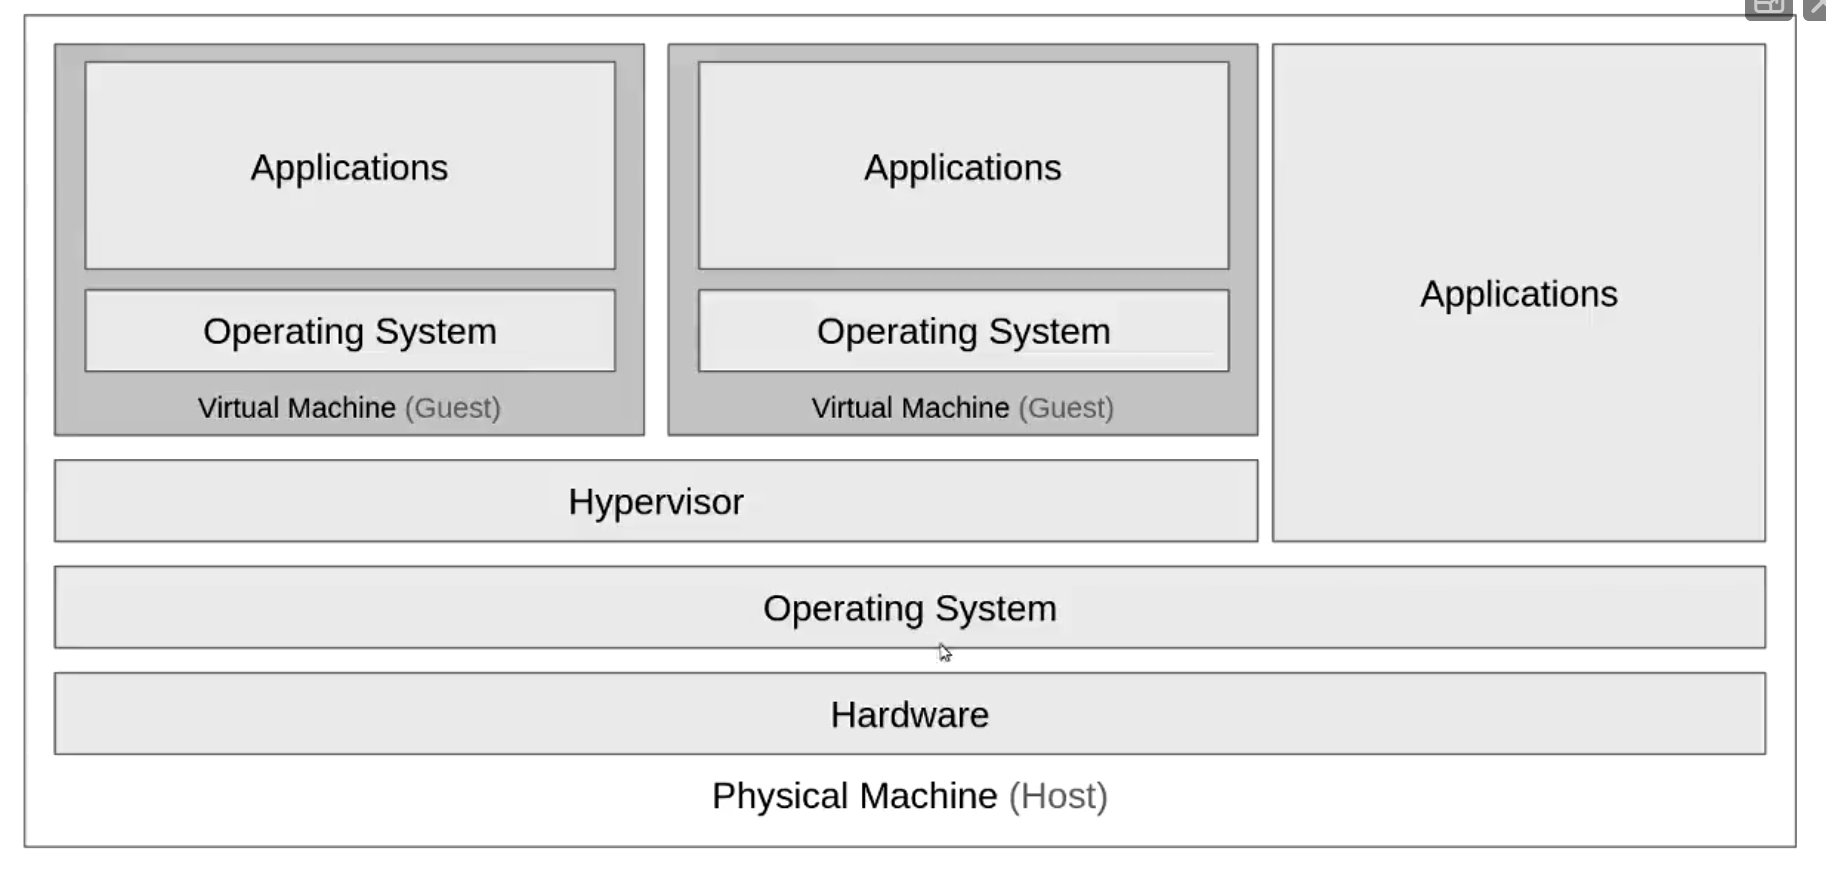 Applications
Applications
Applications
Operating System
Operating System
Virtual Machine (Guest)
Virtual Machine (Guest)
Hypervisor
Operating System
Hardware
Physical Machine (Host)